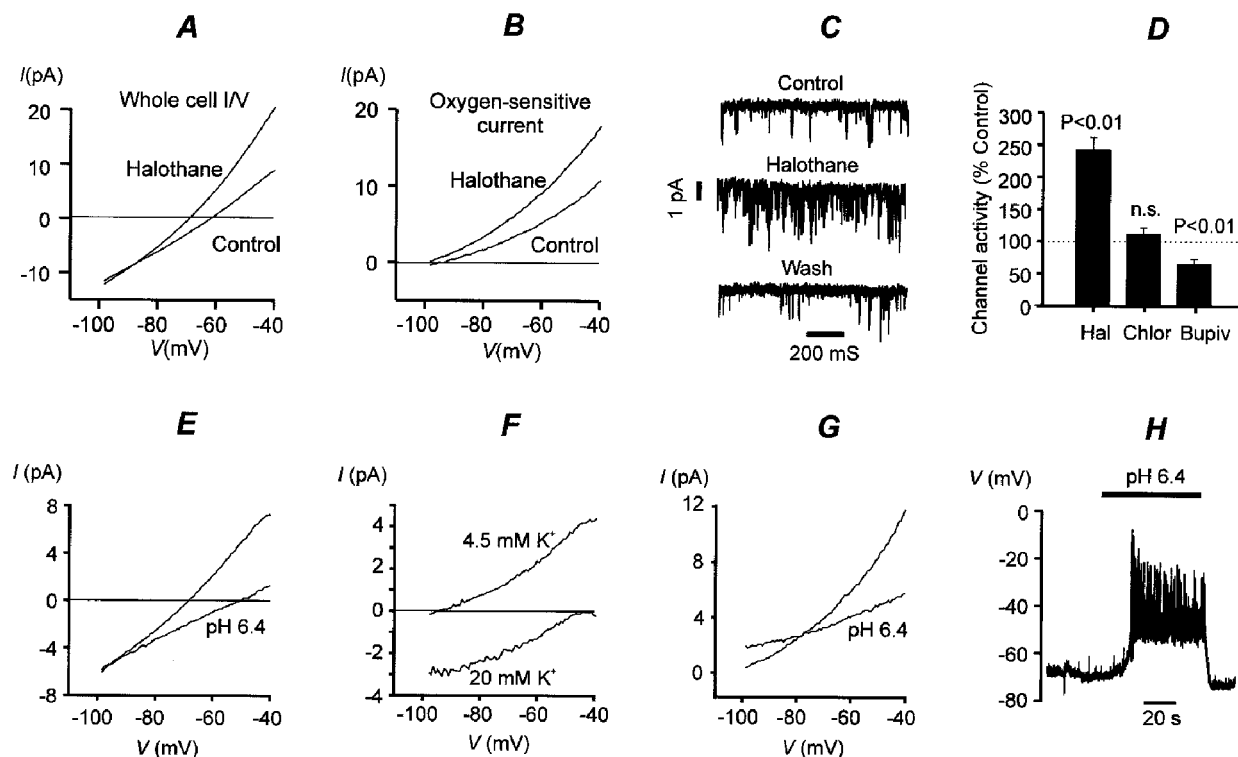 A
I(pA)
Whole cell I/V
20
10
0
-10
Halothane
Control
-100 -80 -60 -40
V(mV)
B
I(pA)
Oxygen-sensitive
current
20
15
10
5
0
Halothane
Control
-100 -80 -60 -40
V(mV)
C
Control
Halothane
1 pA
Wash
200 mS
D
Channel activity (% Control)
300
250
200
150
100
50
0
P<0.01
n.s.
P<0.01
Hal Chlor Bupiv
E
I (pA)
8
4
0
-4
-8
pH 6.4
-100 -80 -60 -40
V (mV)
F
I (pA)
4
2
0
-2
-3
-4
4.5 mM K+
20 mM K+
-100 -80 -60 -40
V (mV)
G
I (pA)
12
8
4
0
pH 6.4
-100 -80 -60 -40
V (mV)
H
V (mV)
pH 6.4
0
-20
-40
-60
-80
20 s